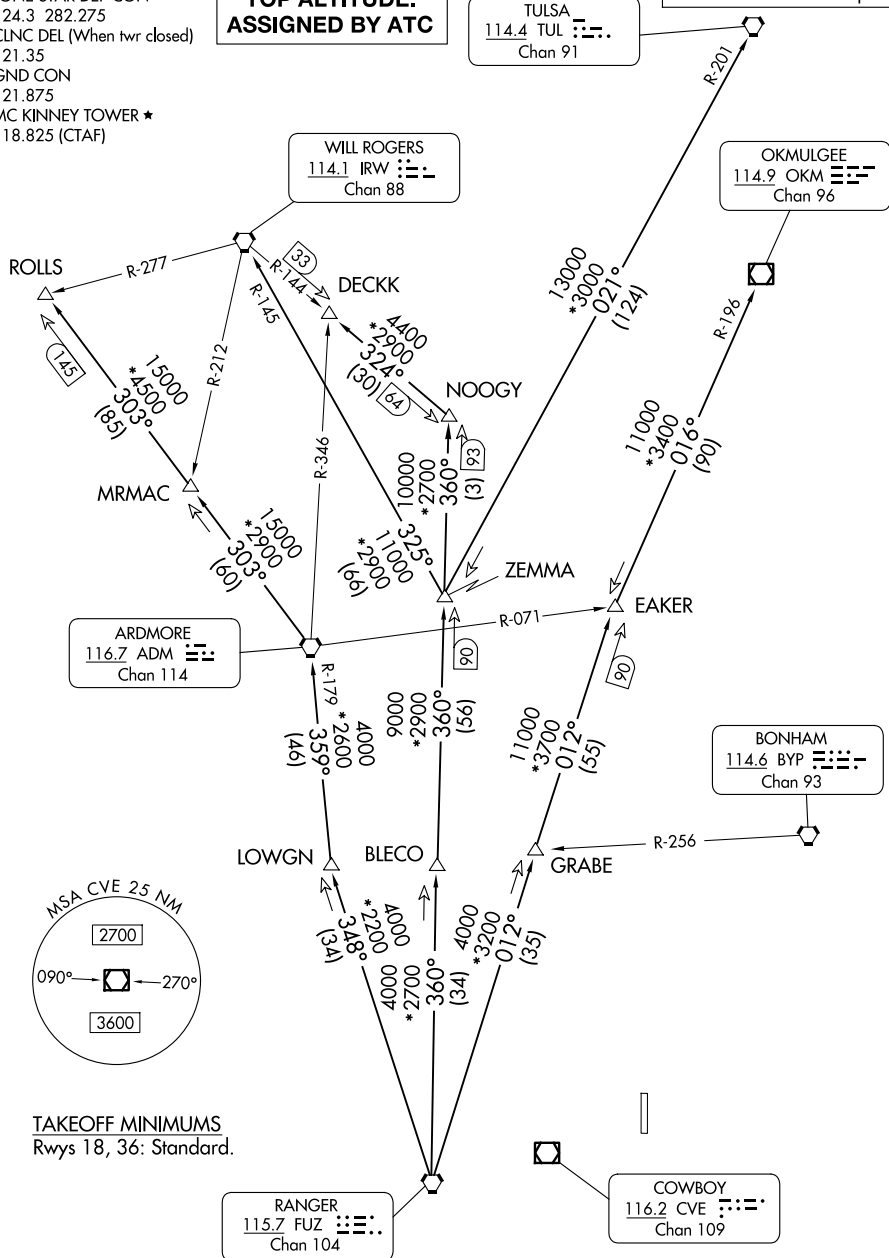 24.3 282.275
CLNC DEL (When twr closed)
21.35
GND CON
21.875
MC KINNEY TOWER ★
18.825 (CTAF)
TOP ALTITUDE:
ASSIGNED BY ATC
TULSA
114.4 TUL
Chan 91
R-201
WILL ROGERS
114.1 IRW
Chan 88
OKMULGEE
114.9 OKM
Chan 96
ROLLS
R-277
33
R-144
DECKK
R-145
13000
*3000
021°
(124)
R-196
145
15000
*4500
303°
(85)
R-212
4400
*2900
324°
(30)
64
NOOGY
R-346
93
10000
*2700
360°
(3)
11000
*3400
016°
(90)
MRMAC
15000
*2900
303°
(60)
325°
11000
*2900
(66)
ZEMMA
EAKER
R-071
ARDMORE
116.7 ADM
Chan 114
90
90
R-179
4000
*2600
359°
(46)
9000
*2900
360°
(56)
11000
*3700
012°
(55)
BONHAM
114.6 BYP
Chan 93
R-256
LOWGN
BLECO
GRABE
MSA CVE 25 NM
2700
090°
270°
3600
4000
*2200
348°
(34)
4000
*2700
360°
(34)
4000
*3200
012°
(35)
TAKEOFF MINIMUMS
Rwys 18, 36: Standard.
RANGER
115.7 FUZ
Chan 104
COWBOY
116.2 CVE
Chan 109